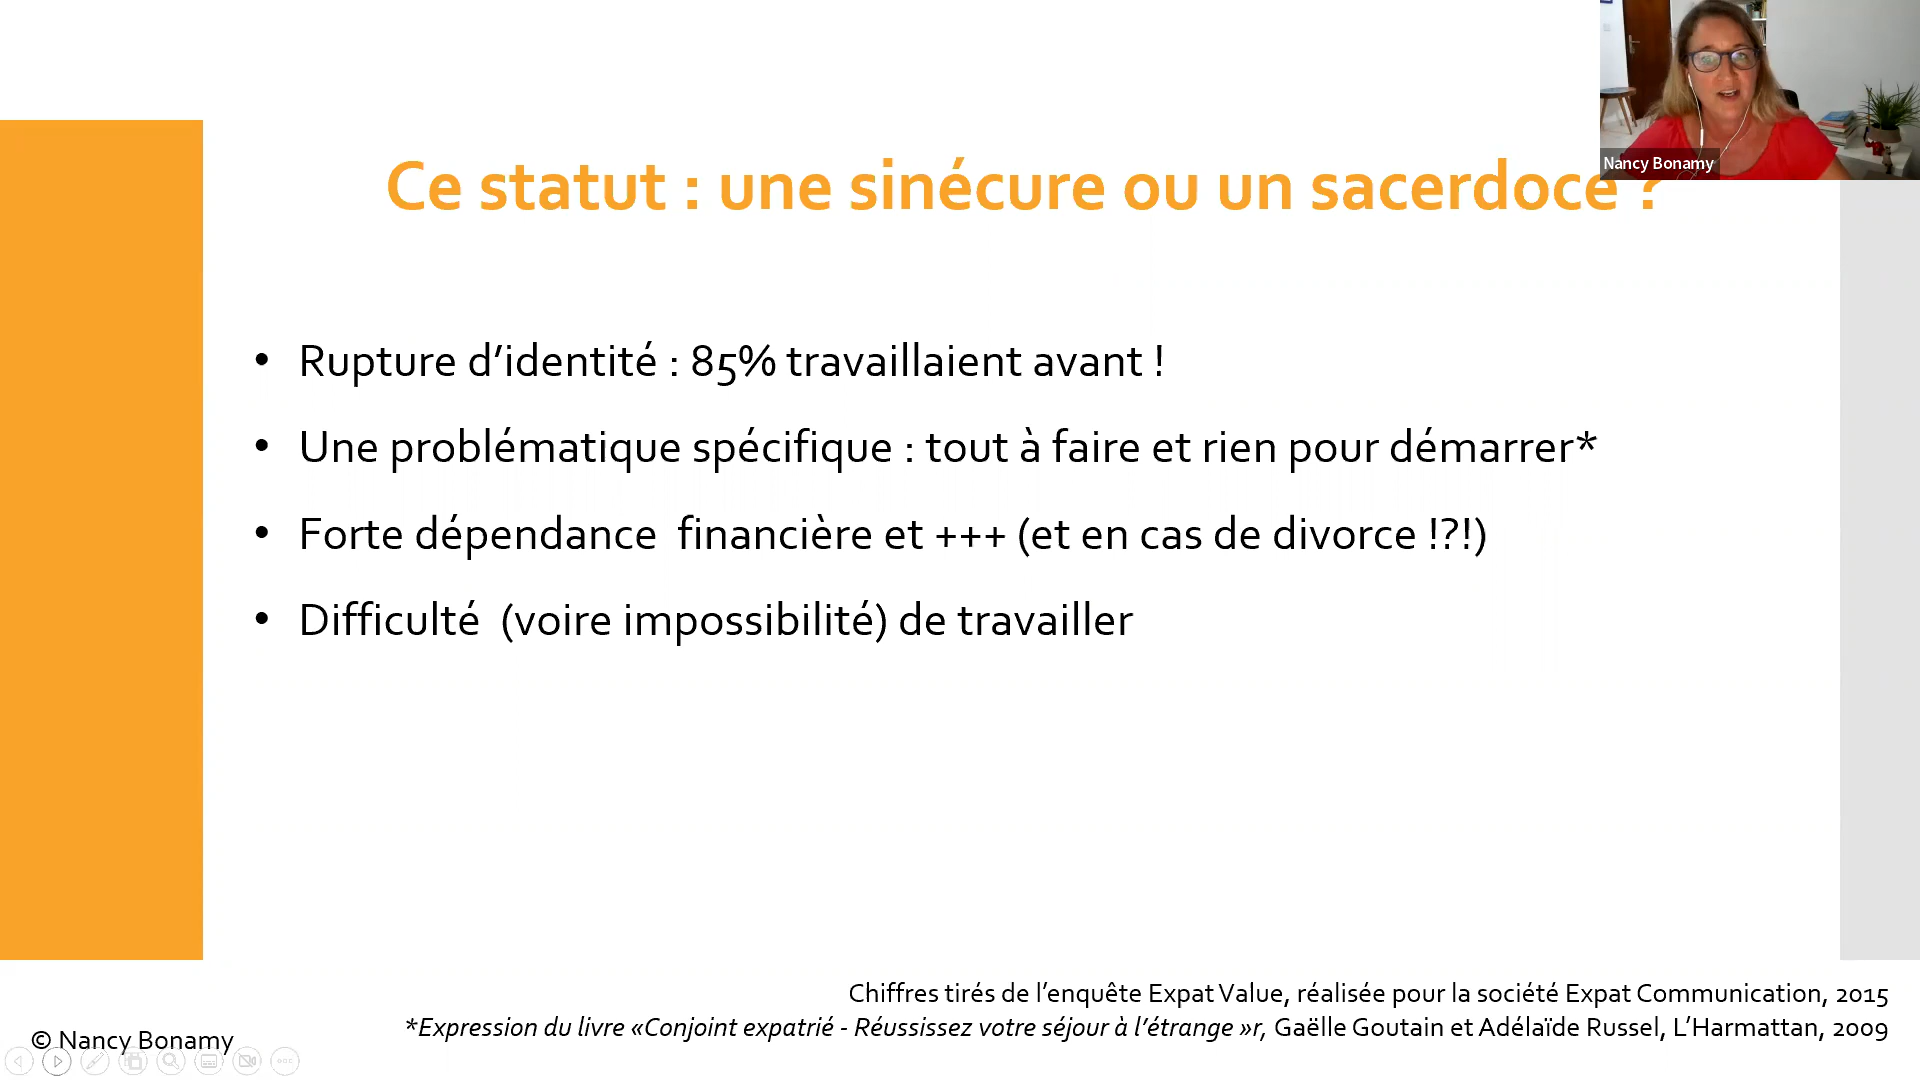 Nancy Bonamy
Ce statut : une sinécure ou un sacerdoce ?
• Rupture d’identité : 85% travaillaient avant !
• Une problématique spécifique : tout à faire et rien pour démarrer*
• Forte dépendance  financière et +++ (et en cas de divorce !?!)
• Difficulté  (voire impossibilité) de travailler
Chiffres tirés de l’enquête Expat Value, réalisée pour la société Expat Communication, 2015
*Expression du livre «Conjoint expatrié - Réussissez votre séjour à l’étrange »r, Gaëlle Goutain et Adélaïde Russel, L’Harmattan, 2009
© Nancy Bonamy